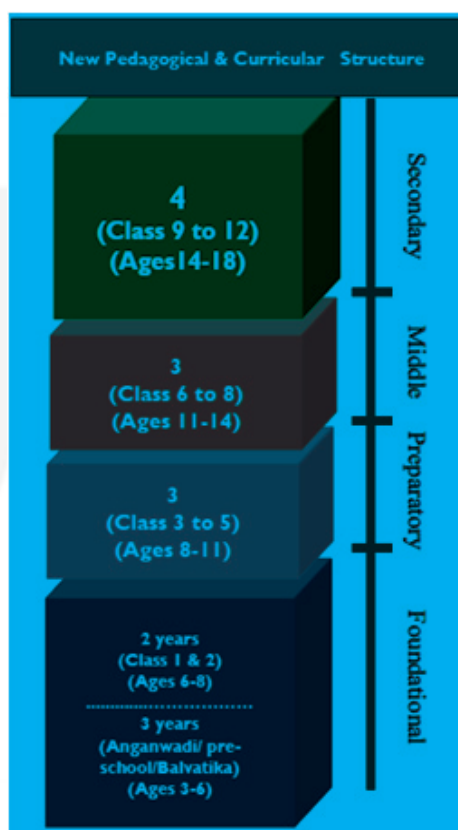 New Pedagogical & Curricular Structure
4
(Class 9 to 12)
(Ages14-18)
Secondary
3
(Class 6 to 8)
(Ages 11-14)
Middle
3
(Class 3 to 5)
(Ages 8-11)
Preparatory
2 years
(Class 1 & 2)
(Ages 6-8)
3 years
(Anganwadi/ pre-
school/Balvatika)
(Ages 3-6)
Foundational